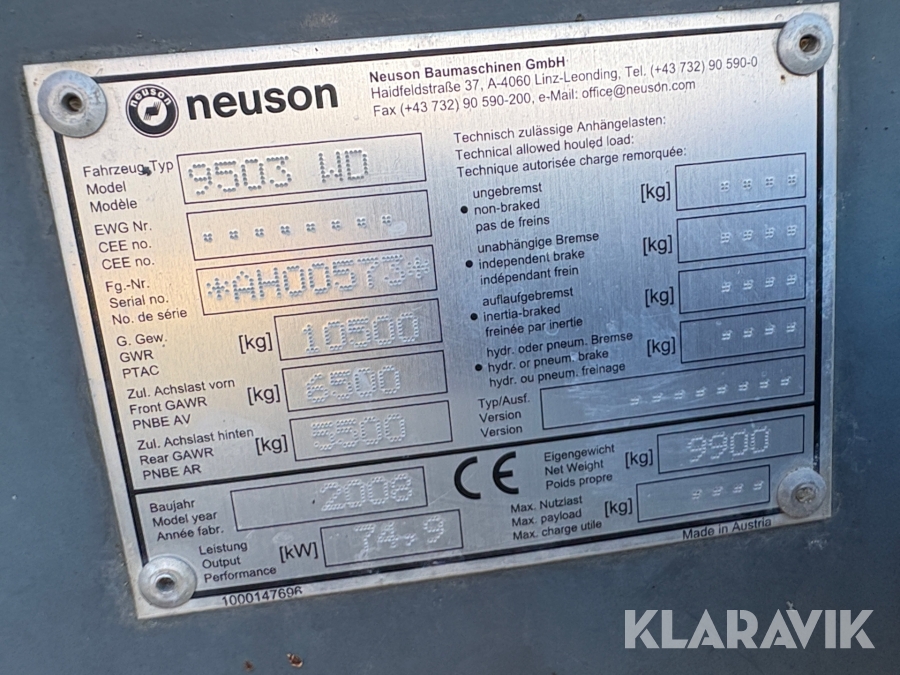 neuson
neuson
Neuson Baumaschinen GmbH
Haidfeldstraße 37, A-4060 Linz-Leonding, Tel. (+43 732) 90 590-0
Fax (+43 732) 90 590-200, e-Mail: office@neuson.com
Fahrzeug Typ
Model
Modèle
9503 WD
EWG Nr.
CEE no.
CEE no.
Fg.-Nr.
Serial no.
No. de série
*AH00573*
G. Gew.
GWR
PTAC
[kg]
10500
Zul. Achslast vorn
Front GAWR
PNBE AV
[kg]
6500
Zul. Achslast hinten
Rear GAWR
PNBE AR
[kg]
5500
Technisch zulässige Anhängelasten:
Technical allowed houled load:
Technique autorisée charge remorquée:
ungebremst
• non-braked
pas de freins
[kg]
unabhängige Bremse
• independent brake
indépendant frein
[kg]
auflaufgebremst
• inertia-braked
freinée par inertie
[kg]
hydr. oder pneum. Bremse
• hydr. or pneum. brake
hydr. ou pneum. freinage
[kg]
Typ/Ausf.
Version
Version
Baujahr
Model year
Année fabr.
2008
Leistung
Output
Performance
[kW]
74,9
CE
Eigengewicht
Net Weight
Poids propre
[kg]
9900
Max. Nutzlast
Max. payload
Max. charge utile
[kg]
Made in Austria
1000147696
KLARAVIK